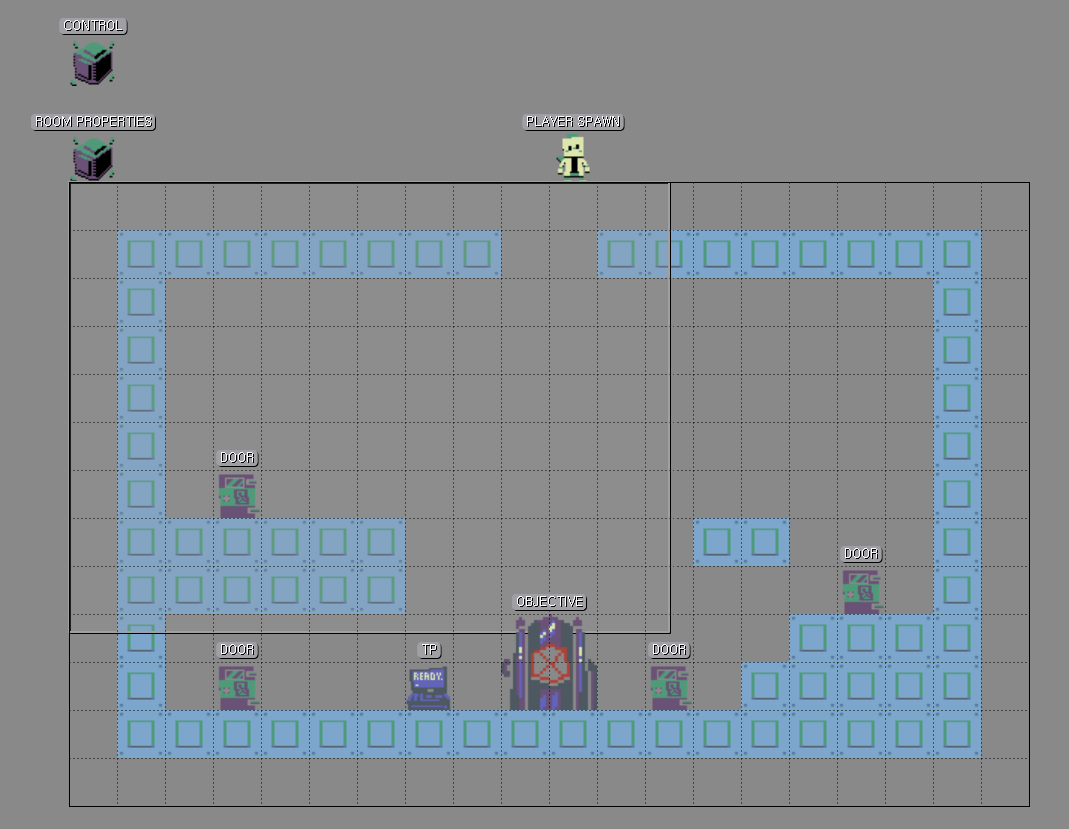 CONTROL
ROOM PROPERTIES
PLAYER SPAWN
DOOR
DOOR
OBJECTIVE
DOOR
TP
DOOR
READY.